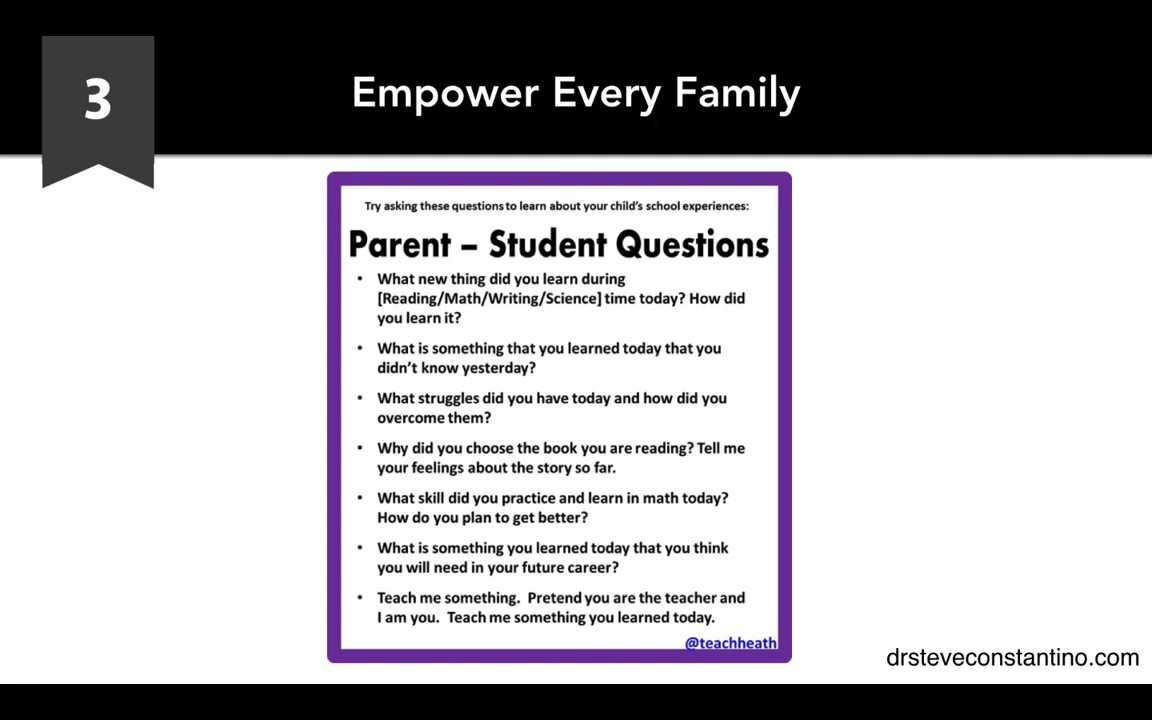 3
Empower Every Family
Try asking these questions to learn about your child's school experiences:
Parent – Student Questions
• What new thing did you learn during
[Reading/Math/Writing/Science] time today? How did
you learn it?
• What is something that you learned today that you
didn't know yesterday?
• What struggles did you have today and how did you
overcome them?
• Why did you choose the book you are reading? Tell me
your feelings about the story so far.
• What skill did you practice and learn in math today?
How do you plan to get better?
• What is something you learned today that you think
you will need in your future career?
• Teach me something.  Pretend you are the teacher and
I am you.  Teach me something you learned today.
@teachheath
drsteveconstantino.com